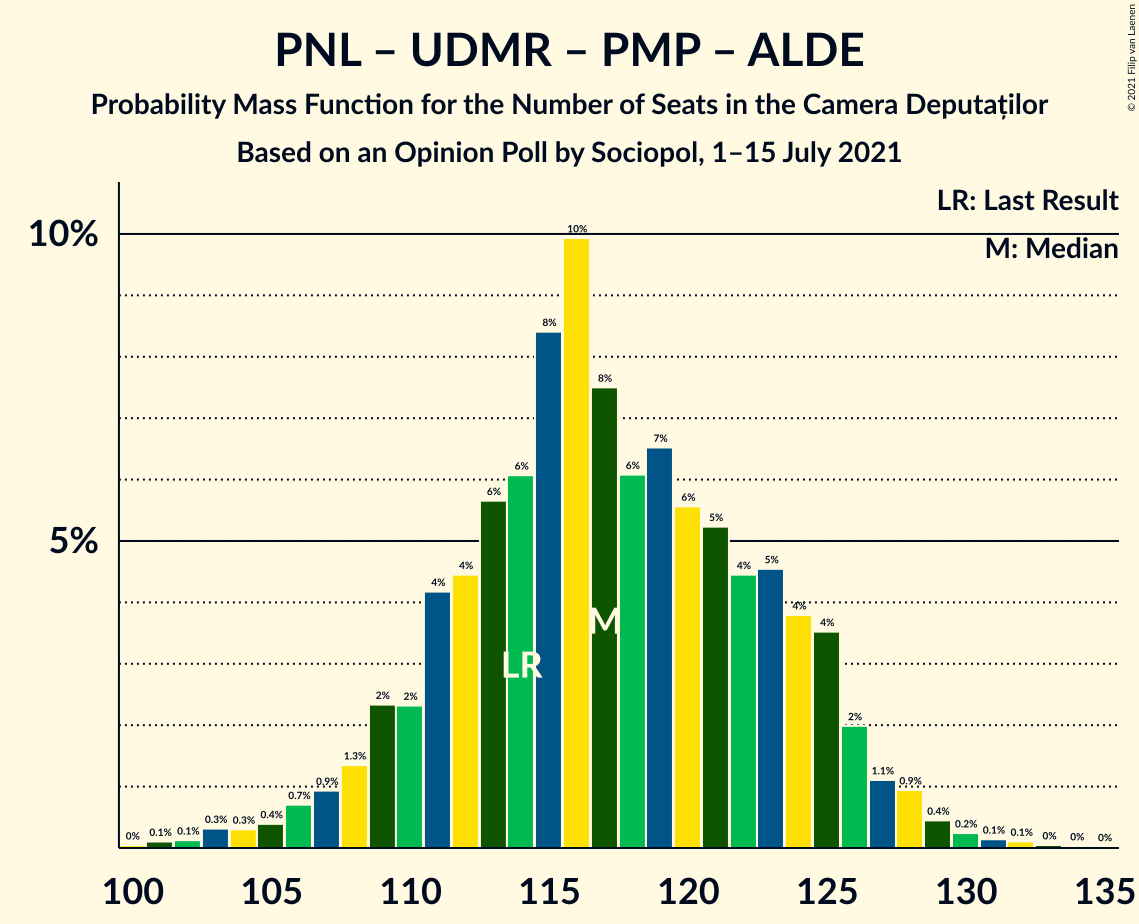 PNL – UDMR – PMP – ALDE
Probability Mass Function for the Number of Seats in the Camera Deputaților
Based on an Opinion Poll by Sociopol, 1–15 July 2021
© 2021 Filip van Laenen
LR: Last Result
M: Median
10%
5%
0% 0.1% 0.1% 0.3% 0.3% 0.4% 0.7% 0.9% 1.3% 2% 2% 4% 4% 6% 6% 8% 10% 8% 6% 7% 6% 5% 4% 5% 4% 4% 2% 1.1% 0.9% 0.4% 0.2% 0.1% 0.1% 0% 0% 0%
M
LR
100 105 110 115 120 125 130 135